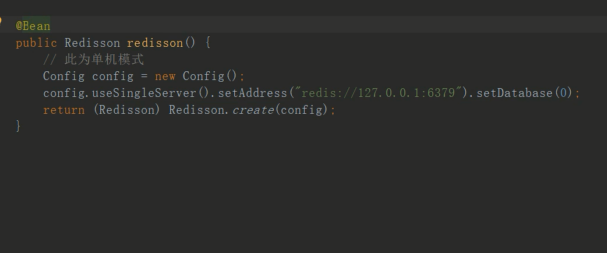 @Bean
public Redisson redisson() {
// 此为单机模式
Config config = new Config();
config.useSingleServer().setAddress("redis://127.0.0.1:6379").setDatabase(0);
return (Redisson) Redisson.create(config);
}